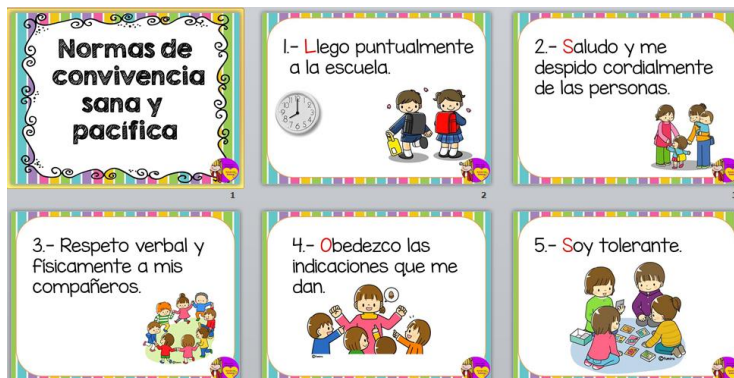 Normas de
convivencia
sana y
pacífica
1
1.- Llego puntualmente
a la escuela.
2
2.- Saludo y me
despido cordialmente
de las personas.
3.- Respeto verbal y
físicamente a mis
compañeros.
4.- Obedezco las
indicaciones que me
dan.
5.- Soy tolerante.